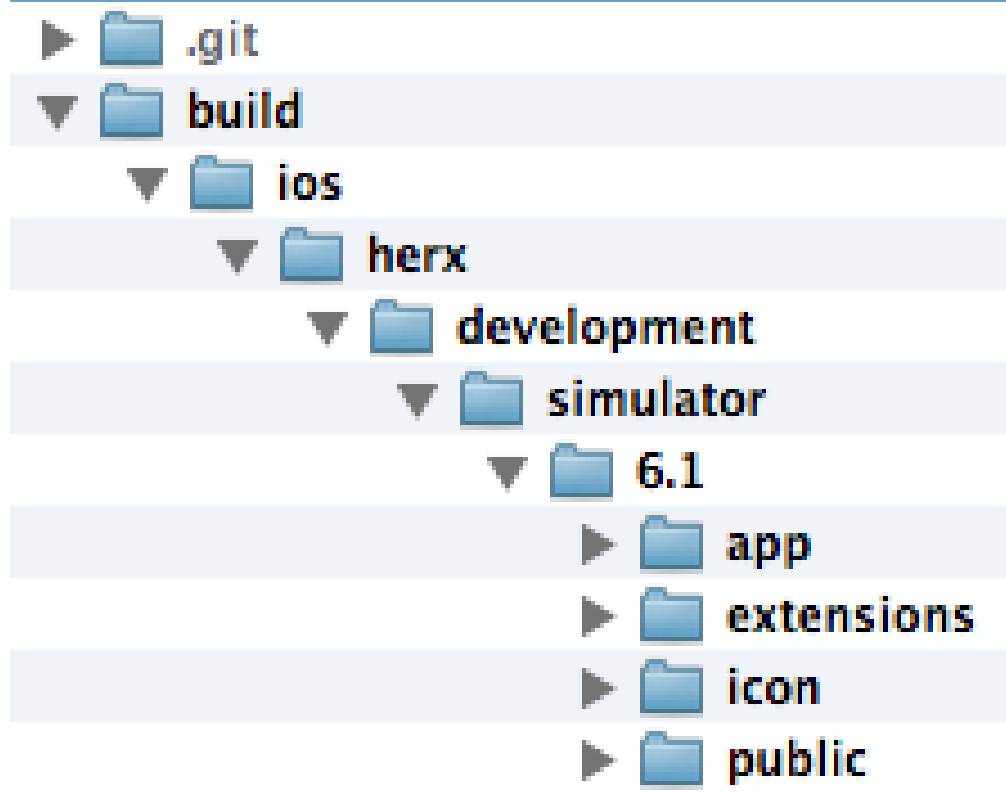 .git
build
ios
herx
development
simulator
6.1
app
extensions
icon
public